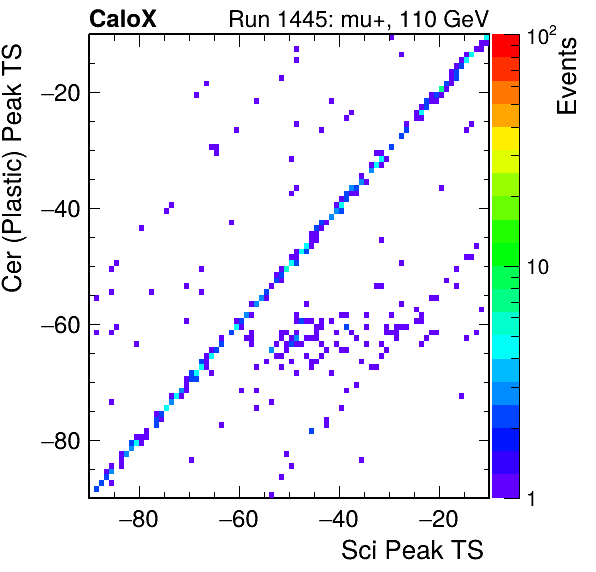 CaloX Run 1445: mu+, 110 GeV
Cer (Plastic) Peak TS
−20
−40
−60
−80
−80 −60 −40 −20
Sci Peak TS
Events
10²
10
1